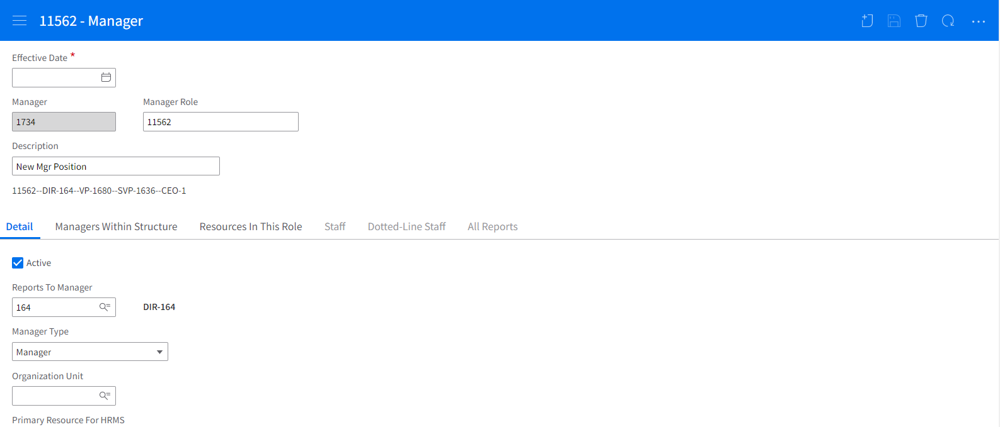 11562 - Manager
Effective Date *
Manager Manager Role
1734 11562
Description
New Mgr Position
11562--DIR-164--VP-1680--SVP-1636--CEO-1
Detail Managers Within Structure Resources In This Role Staff Dotted-Line Staff All Reports
Active
Reports To Manager
164 DIR-164
Manager Type
Manager
Organization Unit
Primary Resource For HRMS